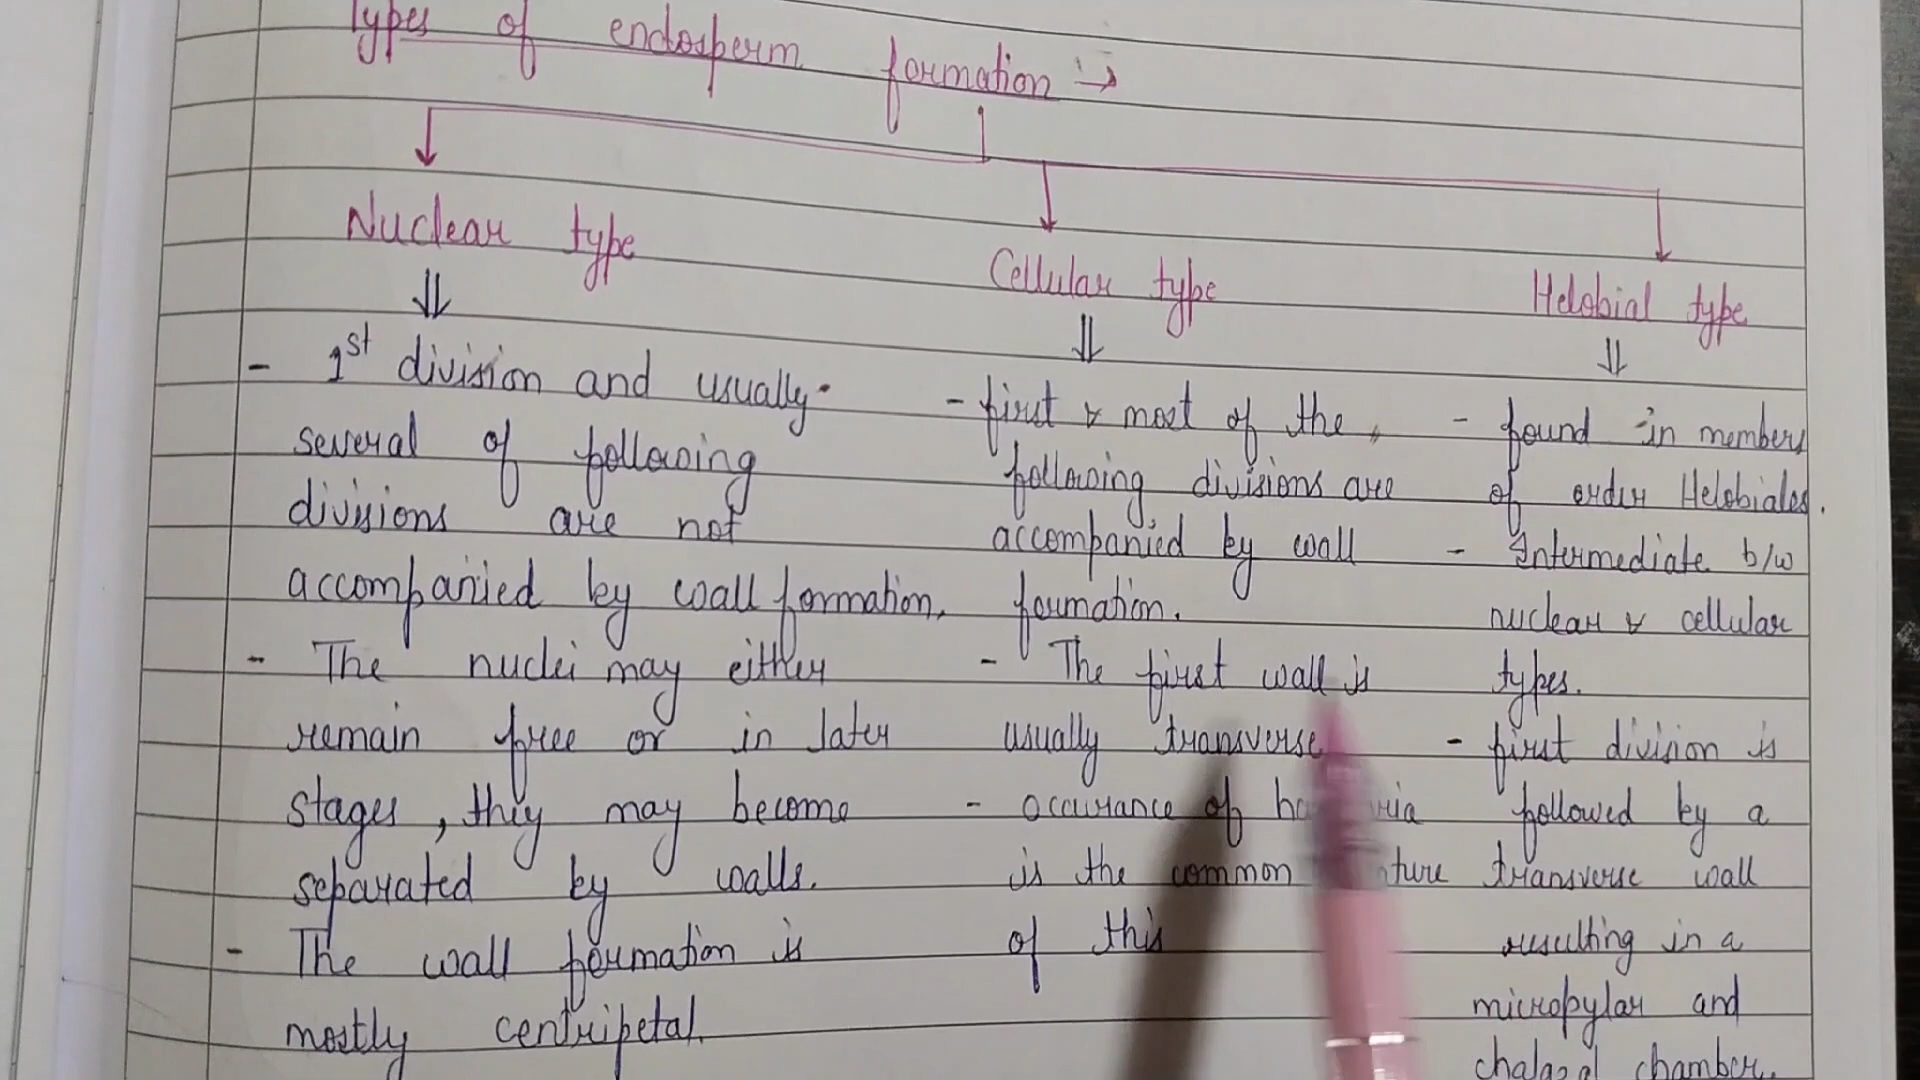 Types of endosperm formation :→
Nuclear type
- 1st division and usually
several of following
divisions are not
accompanied by wall formation.
- The nuclei may either
remain free or in later
stages, they may become
separated by walls.
- The wall formation is
mostly centripetal.
Cellular type
- first & most of the
following divisions are
accompanied by wall
formation.
- The first wall is
usually transverse
- occurance of
is the common
of this
Helobial type
- found in members
of order Helobiales.
- Intermediate b/w
nuclear & cellular
types.
- first division is
followed by a
transverse wall
resulting in a
micropylar and
chalazal chamber.